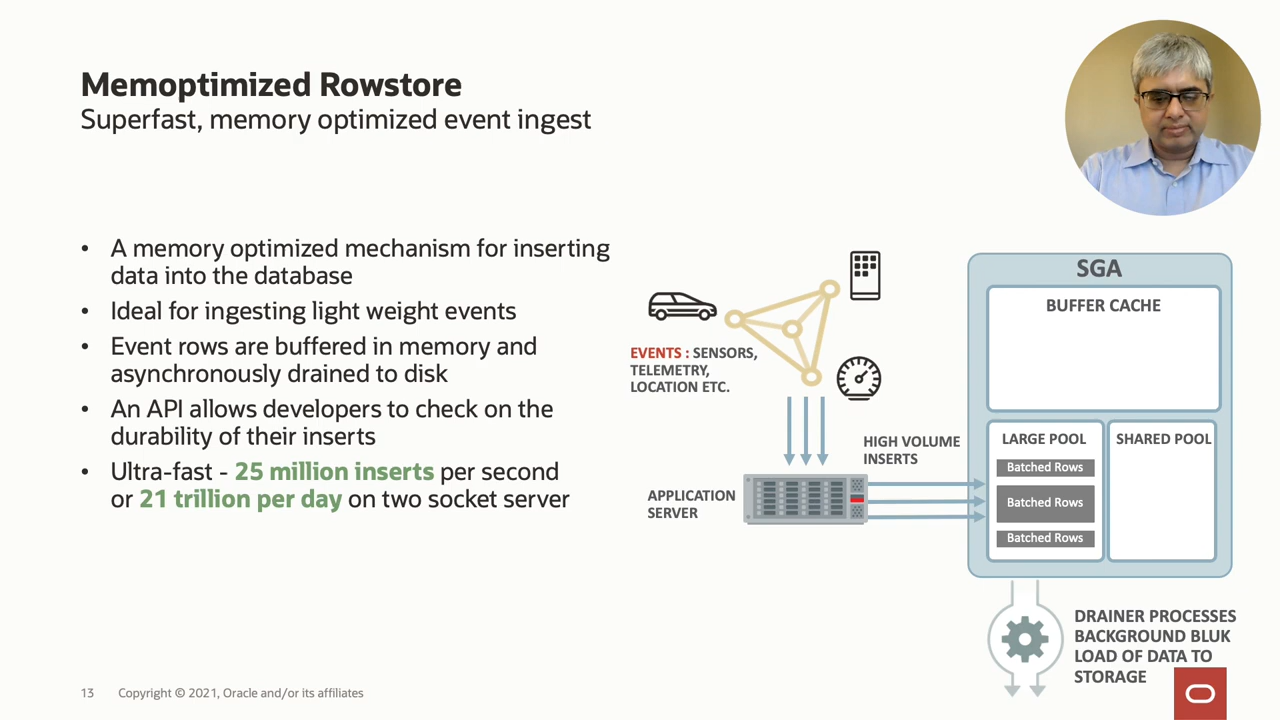 Memoptimized Rowstore
Superfast, memory optimized event ingest
• A memory optimized mechanism for inserting
data into the database
• Ideal for ingesting light weight events
• Event rows are buffered in memory and
asynchronously drained to disk
• An API allows developers to check on the
durability of their inserts
• Ultra-fast - 25 million inserts per second
or 21 trillion per day on two socket server
EVENTS : SENSORS,
TELEMETRY,
LOCATION ETC.
APPLICATION
SERVER
HIGH VOLUME
INSERTS
SGA
BUFFER CACHE
LARGE POOL
Batched Rows
Batched Rows
Batched Rows
SHARED POOL
DRAINER PROCESSES
BACKGROUND BLUK
LOAD OF DATA TO
STORAGE
13 Copyright © 2021, Oracle and/or its affiliates